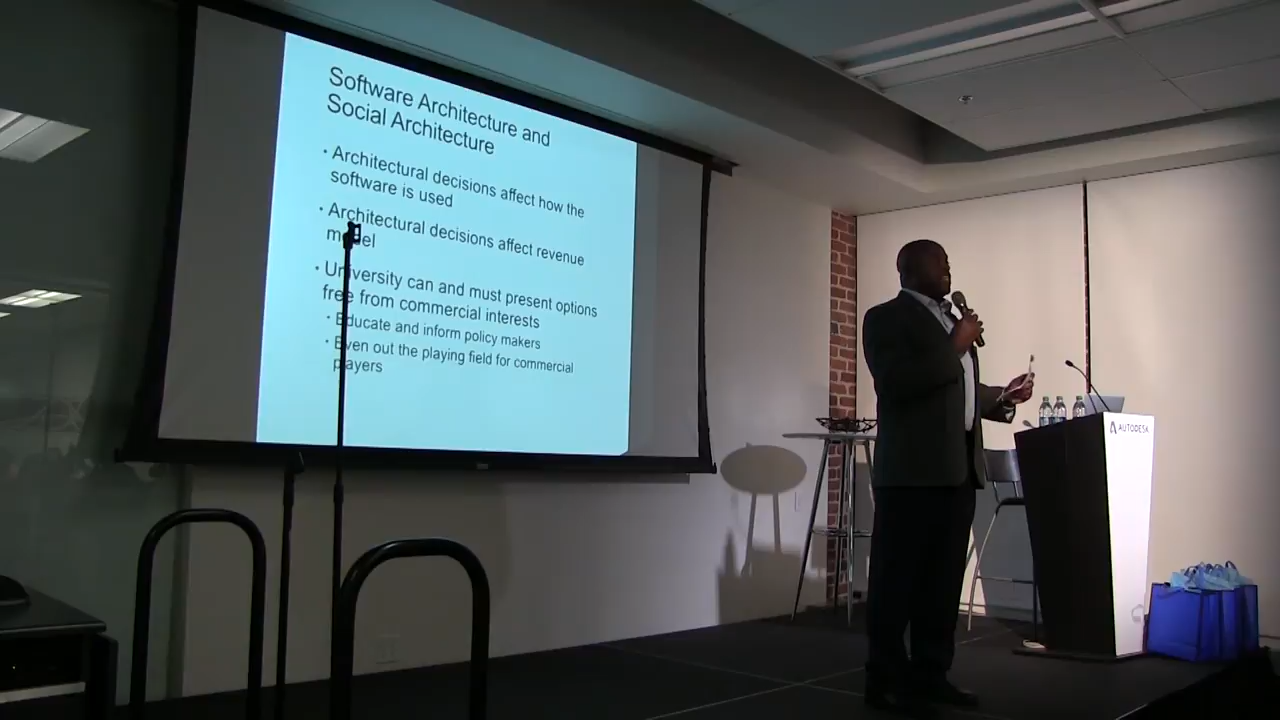 Software Architecture and
Social Architecture
• Architectural decisions affect how the
software is used
• Architectural decisions affect revenue
model
• University can and must present options
free from commercial interests
• Educate and inform policy makers
• Even out the playing field for commercial
players
AUTODESK